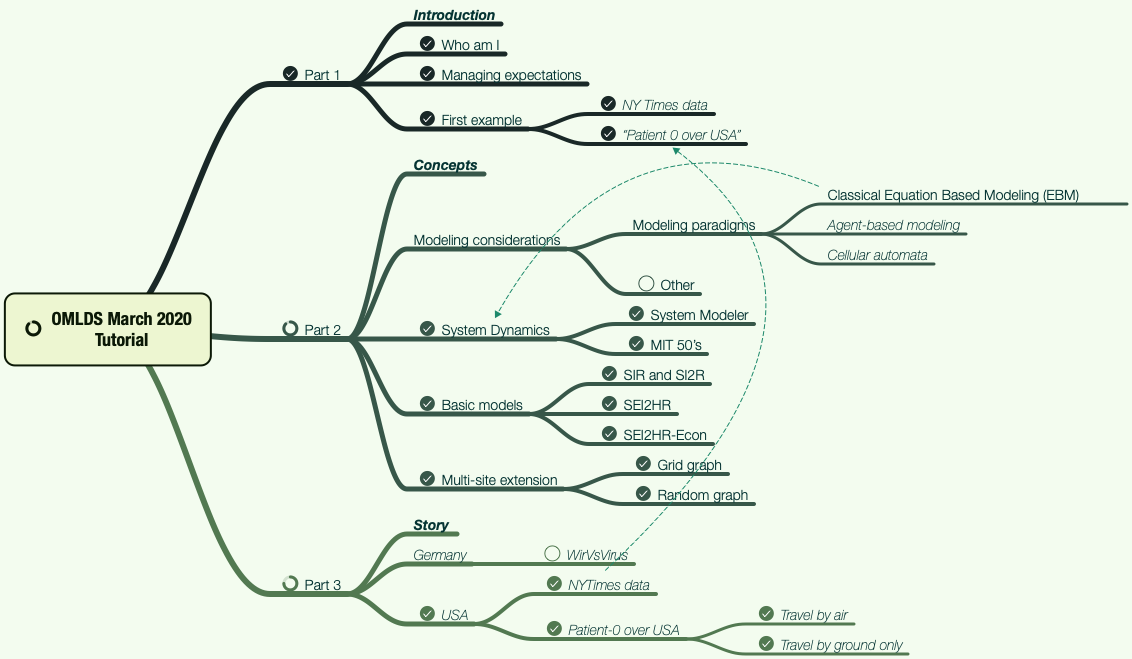 OMLDS March 2020
Tutorial
Part 1
Introduction
Who am I
Managing expectations
First example
NY Times data
“Patient 0 over USA”
Part 2
Concepts
Modeling considerations
Modeling paradigms
Classical Equation Based Modeling (EBM)
Agent-based modeling
Cellular automata
Other
System Dynamics
System Modeler
MIT 50's
Basic models
SIR and SI2R
SEI2HR
SEI2HR-Econ
Multi-site extension
Grid graph
Random graph
Part 3
Story
Germany
WirVsVirus
USA
NYTimes data
Patient-0 over USA
Travel by air
Travel by ground only